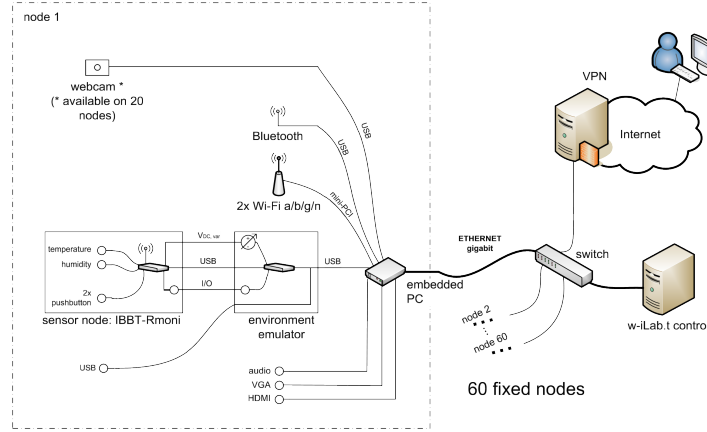 node 1
webcam *
(* available on 20
nodes)
USB
Bluetooth
USB
2x Wi-Fi a/b/g/n
mini-PCI
temperature
humidity
2x
pushbutton
VDC, var
USB
I/O
USB
sensor node: IBBT-Rmoni
environment
emulator
USB
audio
VGA
HDMI
embedded
PC
ETHERNET
gigabit
VPN
Internet
switch
node 2
node 60
w-iLab.t contro
60 fixed nodes